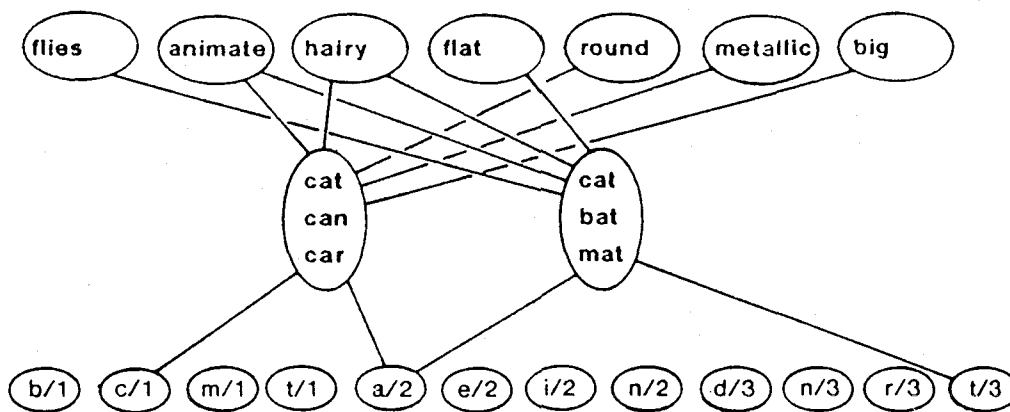 flies animate hairy flat round metallic big
cat cat
can bat
car mat
b/1 c/1 m/1 t/1 a/2 e/2 i/2 n/2 d/3 n/3 r/3 t/3